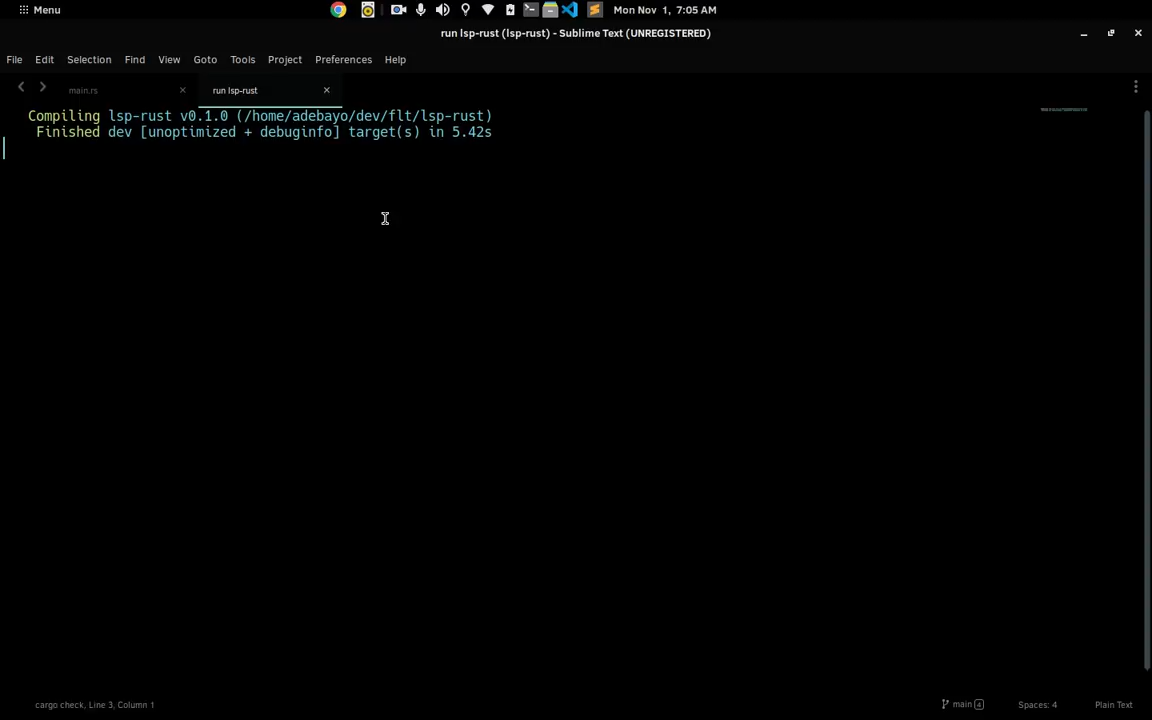 Menu
Mon Nov 1, 7:05 AM
run lsp-rust (lsp-rust) - Sublime Text (UNREGISTERED)
File Edit Selection Find View Goto Tools Project Preferences Help
main.rs run lsp-rust
Compiling lsp-rust v0.1.0 (/home/adebayo/dev/flt/lsp-rust)
Finished dev [unoptimized + debuginfo] target(s) in 5.42s
cargo check, Line 3, Column 1 main 4 Spaces: 4 Plain Text